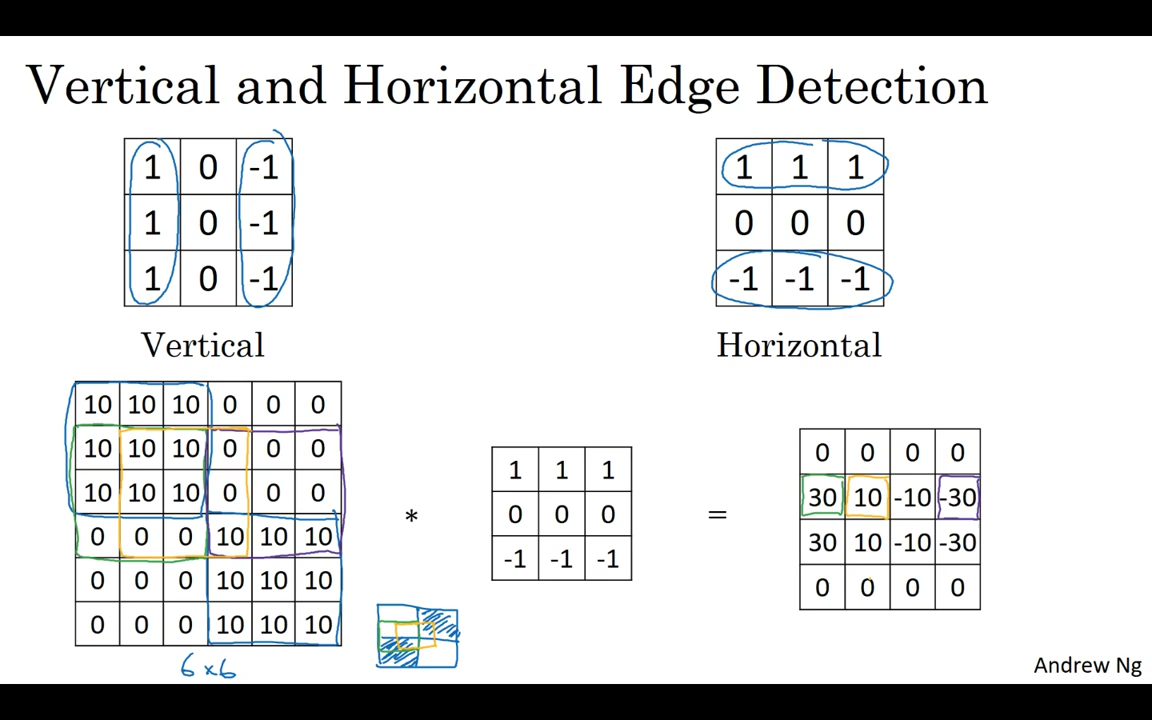 Vertical and Horizontal Edge Detection
1 0 -1
1 0 -1
1 0 -1
Vertical
1 1 1
0 0 0
-1 -1 -1
Horizontal
10 10 10 0 0 0
10 10 10 0 0 0
10 10 10 0 0 0
0 0 0 10 10 10
0 0 0 10 10 10
0 0 0 10 10 10
6×6
*
1 1 1
0 0 0
-1 -1 -1
=
0 0 0 0
30 10 -10 -30
30 10 -10 -30
0 0 0 0
Andrew Ng